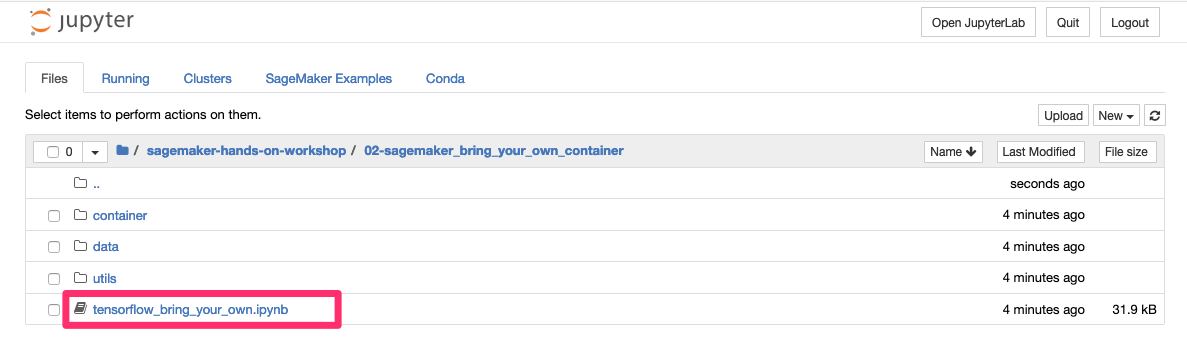 jupyter Open JupyterLab Quit Logout
Files Running Clusters SageMaker Examples Conda
Select items to perform actions on them. Upload New
0 / sagemaker-hands-on-workshop / 02-sagemaker_bring_your_own_container Name Last Modified File size
.. seconds ago
container 4 minutes ago
data 4 minutes ago
utils 4 minutes ago
tensorflow_bring_your_own.ipynb 4 minutes ago 31.9 kB